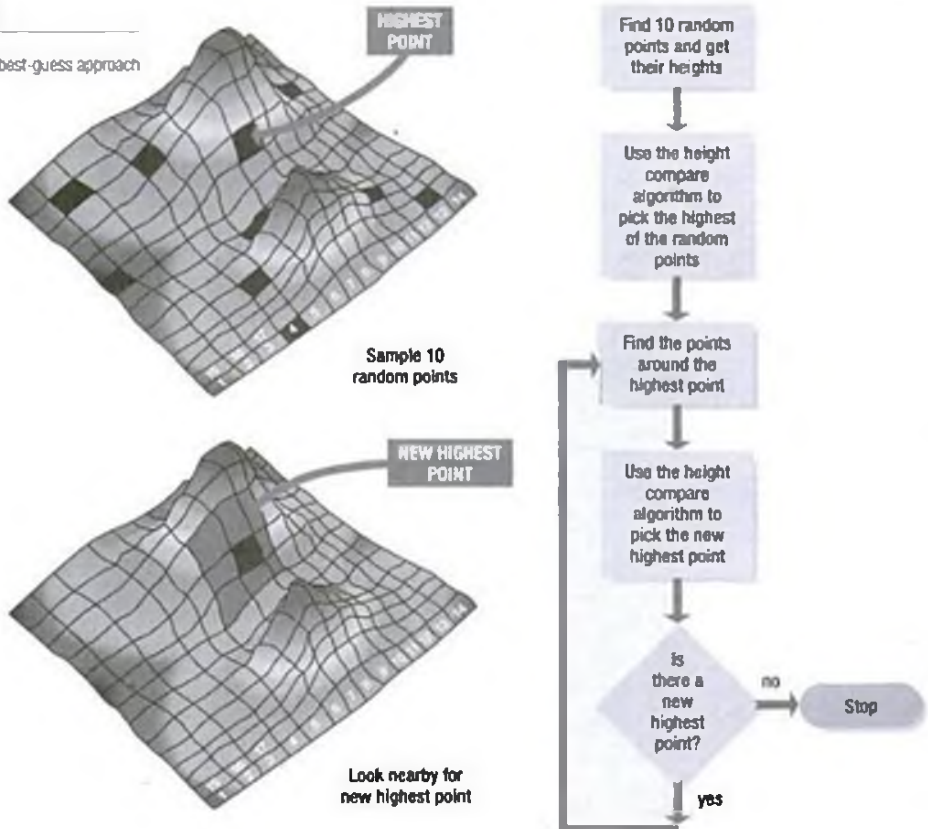 best-guess approach
HIGHEST
POINT
4
Sample 10
random points
NEW HIGHEST
POINT
Look nearby for
new highest point
Find 10 random
points and get
their heights
Use the height
compare
algorithm to
pick the highest
of the random
points
Find the points
around the
highest point
Use the height
compare
algorithm to
pick the new
highest point
Is
there a
new
highest
point?
no
Stop
yes